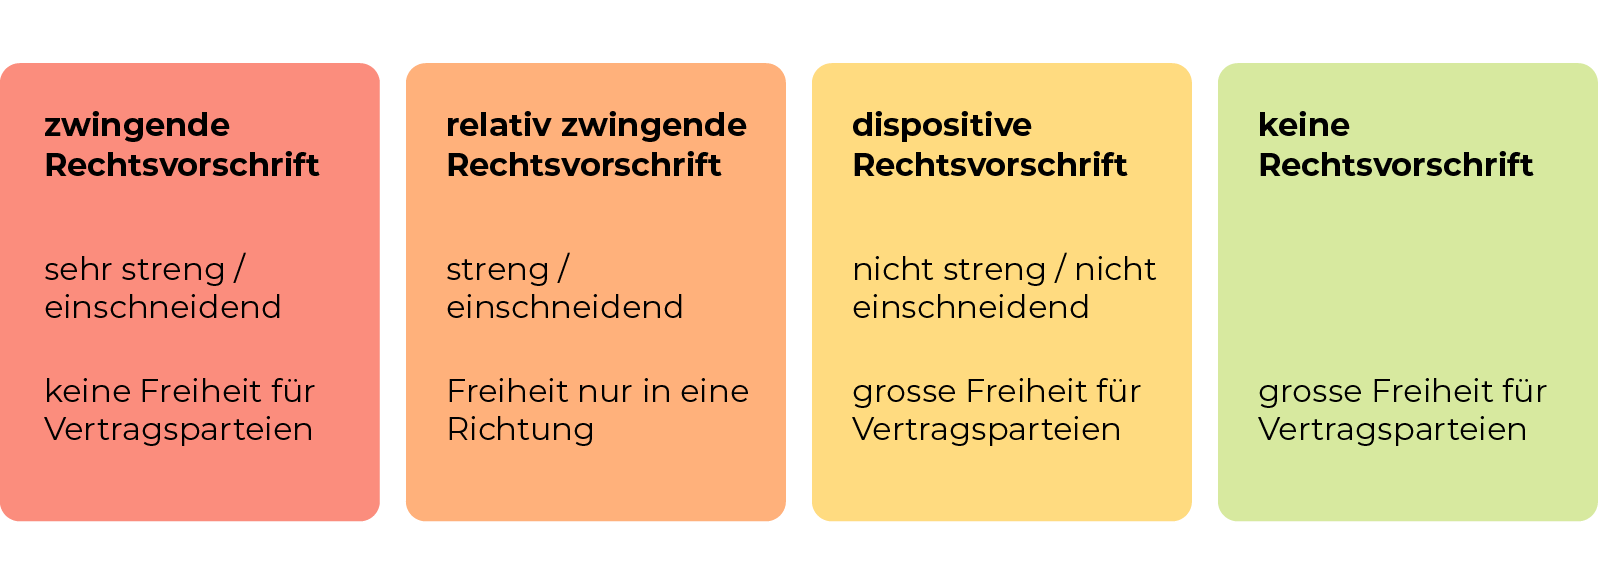 zwingende
Rechtsvorschrift
sehr streng /
einschneidend
keine Freiheit für
Vertragsparteien
relativ zwingende
Rechtsvorschrift
streng /
einschneidend
Freiheit nur in eine
Richtung
dispositive
Rechtsvorschrift
nicht streng / nicht
einschneidend
grosse Freiheit für
Vertragsparteien
keine
Rechtsvorschrift
grosse Freiheit für
Vertragsparteien